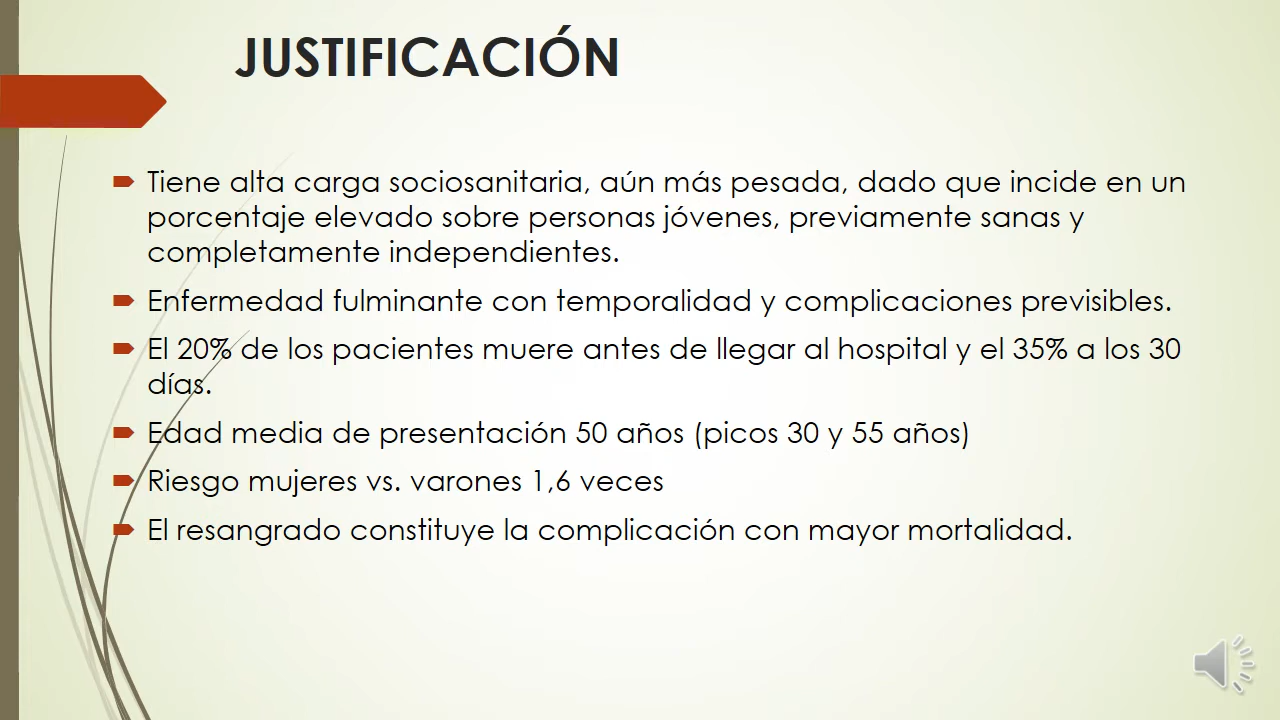 JUSTIFICACIÓN
Tiene alta carga sociosanitaria, aún más pesada, dado que incide en un
porcentaje elevado sobre personas jóvenes, previamente sanas y
completamente independientes.
Enfermedad fulminante con temporalidad y complicaciones previsibles.
El 20% de los pacientes muere antes de llegar al hospital y el 35% a los 30
días.
Edad media de presentación 50 años (picos 30 y 55 años)
Riesgo mujeres vs. varones 1,6 veces
El resangrado constituye la complicación con mayor mortalidad.